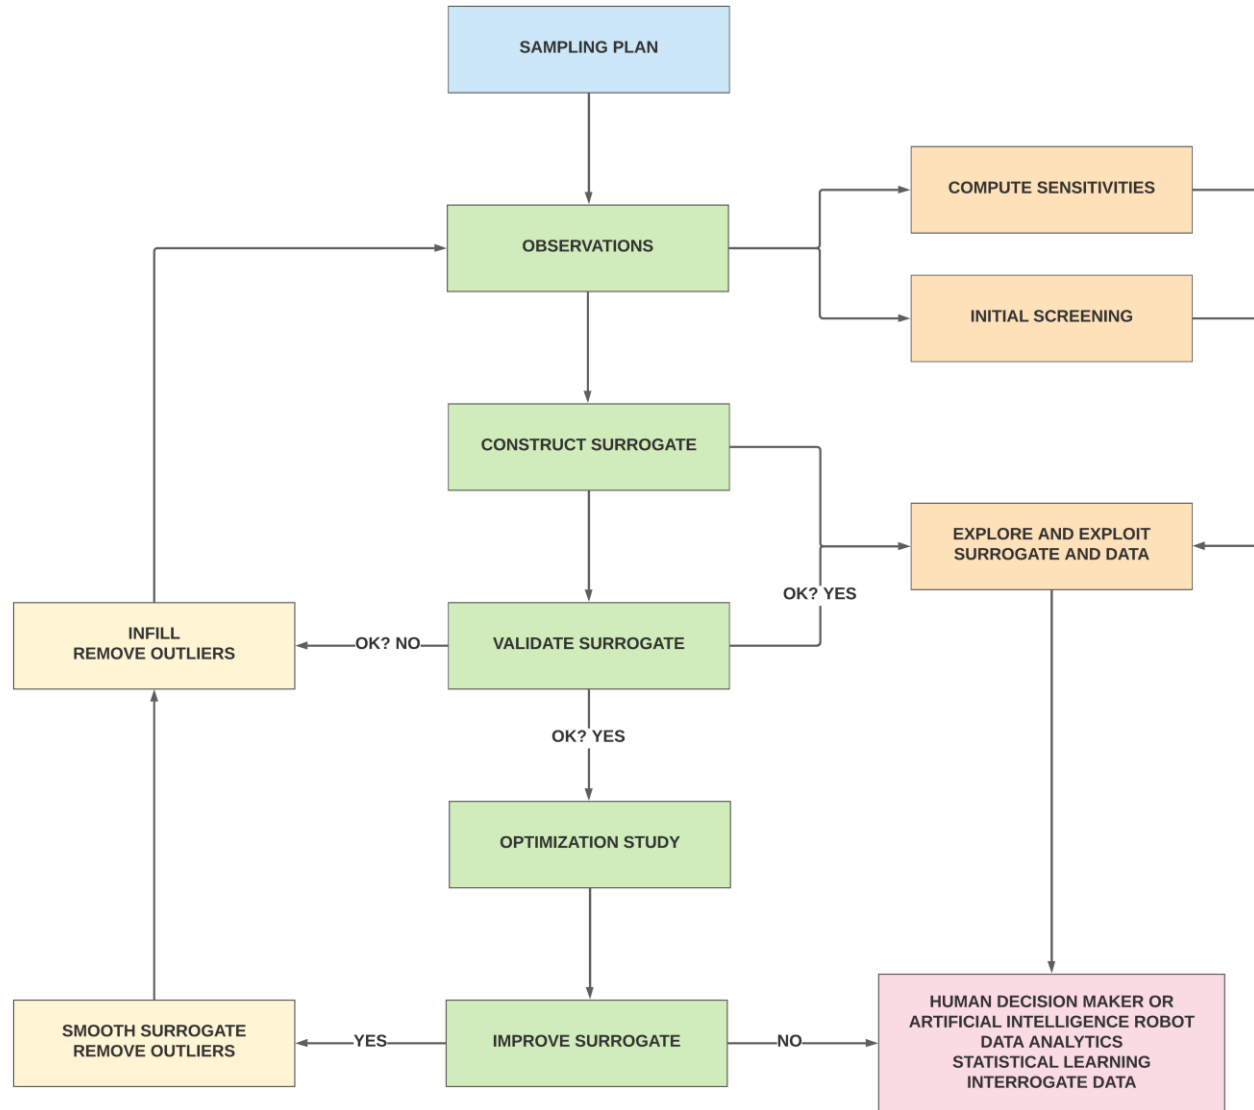 SAMPLING PLAN
COMPUTE SENSITIVITIES
OBSERVATIONS
INITIAL SCREENING
CONSTRUCT SURROGATE
EXPLORE AND EXPLOIT
SURROGATE AND DATA
OK? YES
INFILL
REMOVE OUTLIERS
OK? NO
VALIDATE SURROGATE
OK? YES
OPTIMIZATION STUDY
SMOOTH SURROGATE
REMOVE OUTLIERS
YES
IMPROVE SURROGATE
NO
HUMAN DECISION MAKER OR
ARTIFICIAL INTELLIGENCE ROBOT
DATA ANALYTICS
STATISTICAL LEARNING
INTERROGATE DATA